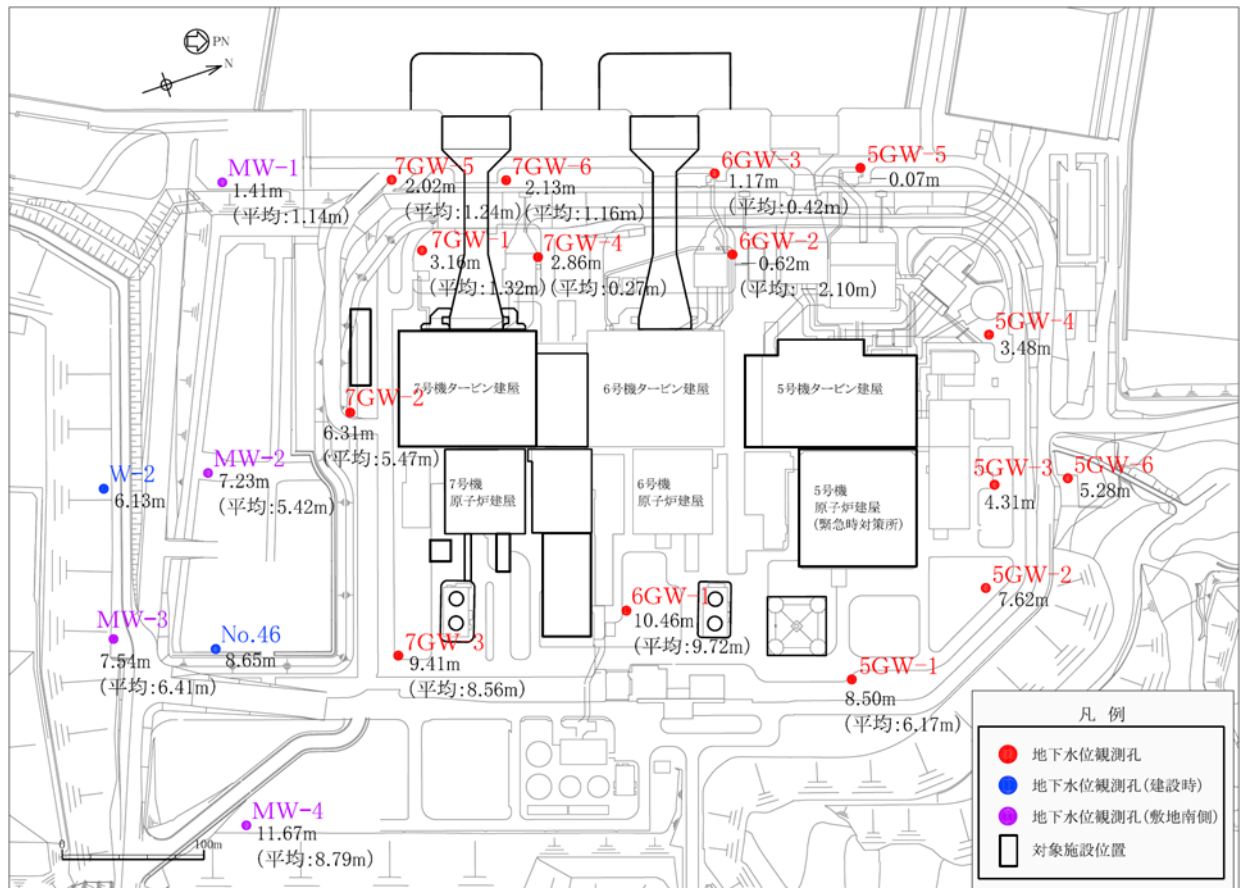 PN
N
MW-1
1.41m
(平均:1.14m)
7GW-5
2.02m
(平均:1.24m)
7GW-6
2.13m
(平均:1.16m)
6GW-3
1.17m
(平均:0.42m)
5GW-5
-0.07m
7GW-1
3.16m
(平均:1.32m)
7GW-4
2.86m
(平均:0.27m)
6GW-2
-0.62m
(平均:-2.10m)
5GW-4
3.48m
7号機タービン建屋
6号機タービン建屋
5号機タービン建屋
7GW-2
6.31m
(平均:5.47m)
W-2
6.13m
MW-2
7.23m
(平均:5.42m)
7号機
原子炉建屋
6号機
原子炉建屋
5号機
原子炉建屋
(緊急時対策所)
5GW-3
4.31m
5GW-6
5.28m
5GW-2
7.62m
MW-3
7.54m
(平均:6.41m)
No.46
8.65m
7GW-3
9.41m
(平均:8.56m)
6GW-1
10.46m
(平均:9.72m)
5GW-1
8.50m
(平均:6.17m)
MW-4
11.67m
(平均:8.79m)
0
100m
凡 例
地下水位観測孔
地下水位観測孔(建設時)
地下水位観測孔(敷地南側)
対象施設位置